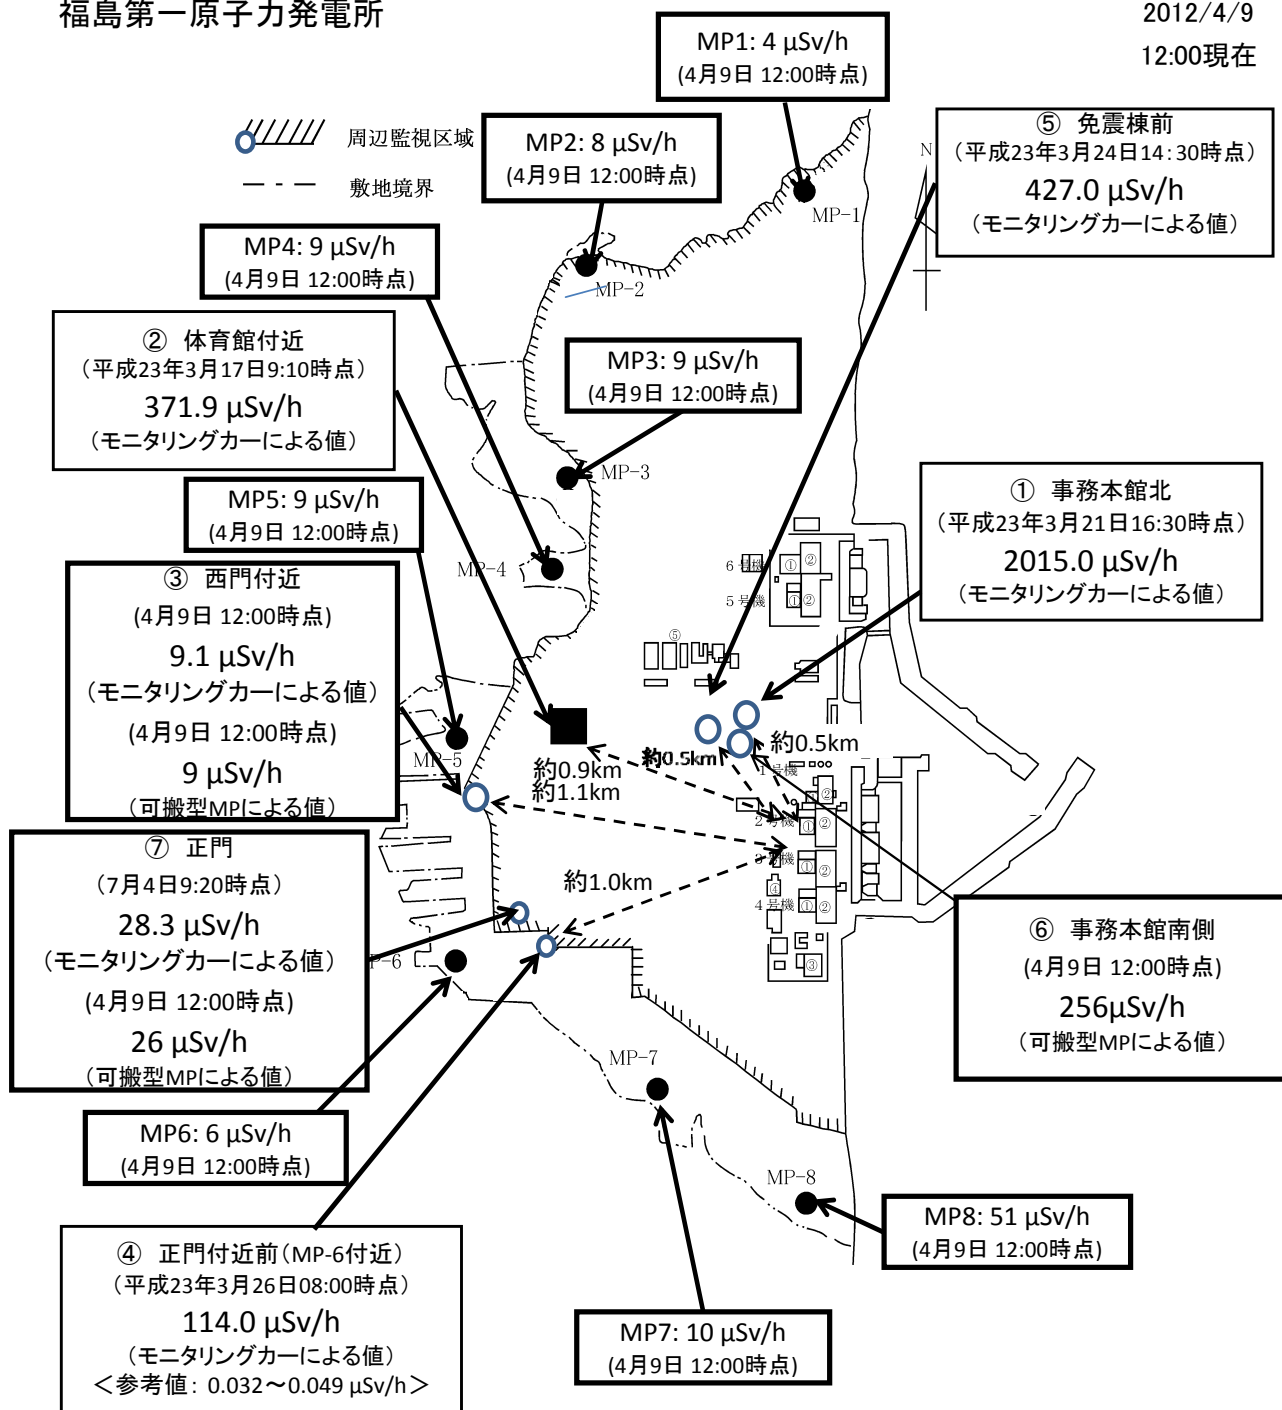 福島第一原子力発電所
2012/4/9
12:00現在
MP1: 4 μSv/h
(4月9日 12:00時点)
周辺監視区域
敷地境界
MP2: 8 μSv/h
(4月9日 12:00時点)
⑤ 免震棟前
(平成23年3月24日14:30時点)
427.0 μSv/h
(モニタリングカーによる値)
N
MP-1
MP4: 9 μSv/h
(4月9日 12:00時点)
MP-2
② 体育館付近
(平成23年3月17日9:10時点)
371.9 μSv/h
(モニタリングカーによる値)
MP3: 9 μSv/h
(4月9日 12:00時点)
MP-3
MP5: 9 μSv/h
(4月9日 12:00時点)
① 事務本館北
(平成23年3月21日16:30時点)
2015.0 μSv/h
(モニタリングカーによる値)
MP-4
6号機
① ②
5号機
① ②
③ 西門付近
(4月9日 12:00時点)
9.1 μSv/h
(モニタリングカーによる値)
(4月9日 12:00時点)
9 μSv/h
(可搬型MPによる値)
⑤
MP-5
約0.9km
約1.1km
約0.5km
約0.5km
1号機
②
2号機
① ②
3号機
① ②
④
4号機
① ②
③
約1.0km
⑦ 正門
(7月4日9:20時点)
28.3 μSv/h
(モニタリングカーによる値)
(4月9日 12:00時点)
26 μSv/h
(可搬型MPによる値)
P-6
⑥ 事務本館南側
(4月9日 12:00時点)
256μSv/h
(可搬型MPによる値)
MP-7
MP6: 6 μSv/h
(4月9日 12:00時点)
MP-8
MP8: 51 μSv/h
(4月9日 12:00時点)
④ 正門付近前(MP-6付近)
(平成23年3月26日08:00時点)
114.0 μSv/h
(モニタリングカーによる値)
<参考値: 0.032～0.049 μSv/h>
MP7: 10 μSv/h
(4月9日 12:00時点)